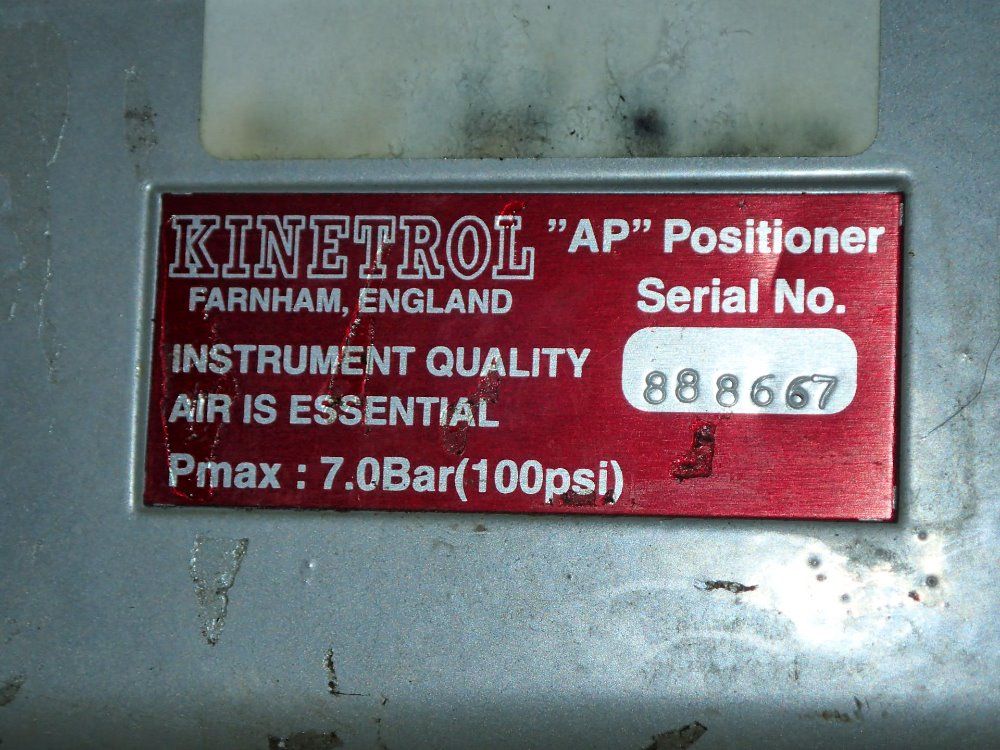 KINETROL
FARNHAM, ENGLAND
INSTRUMENT QUALITY
AIR IS ESSENTIAL
Pmax : 7.0Bar(100psi)
"AP" Positioner
Serial No.
888667